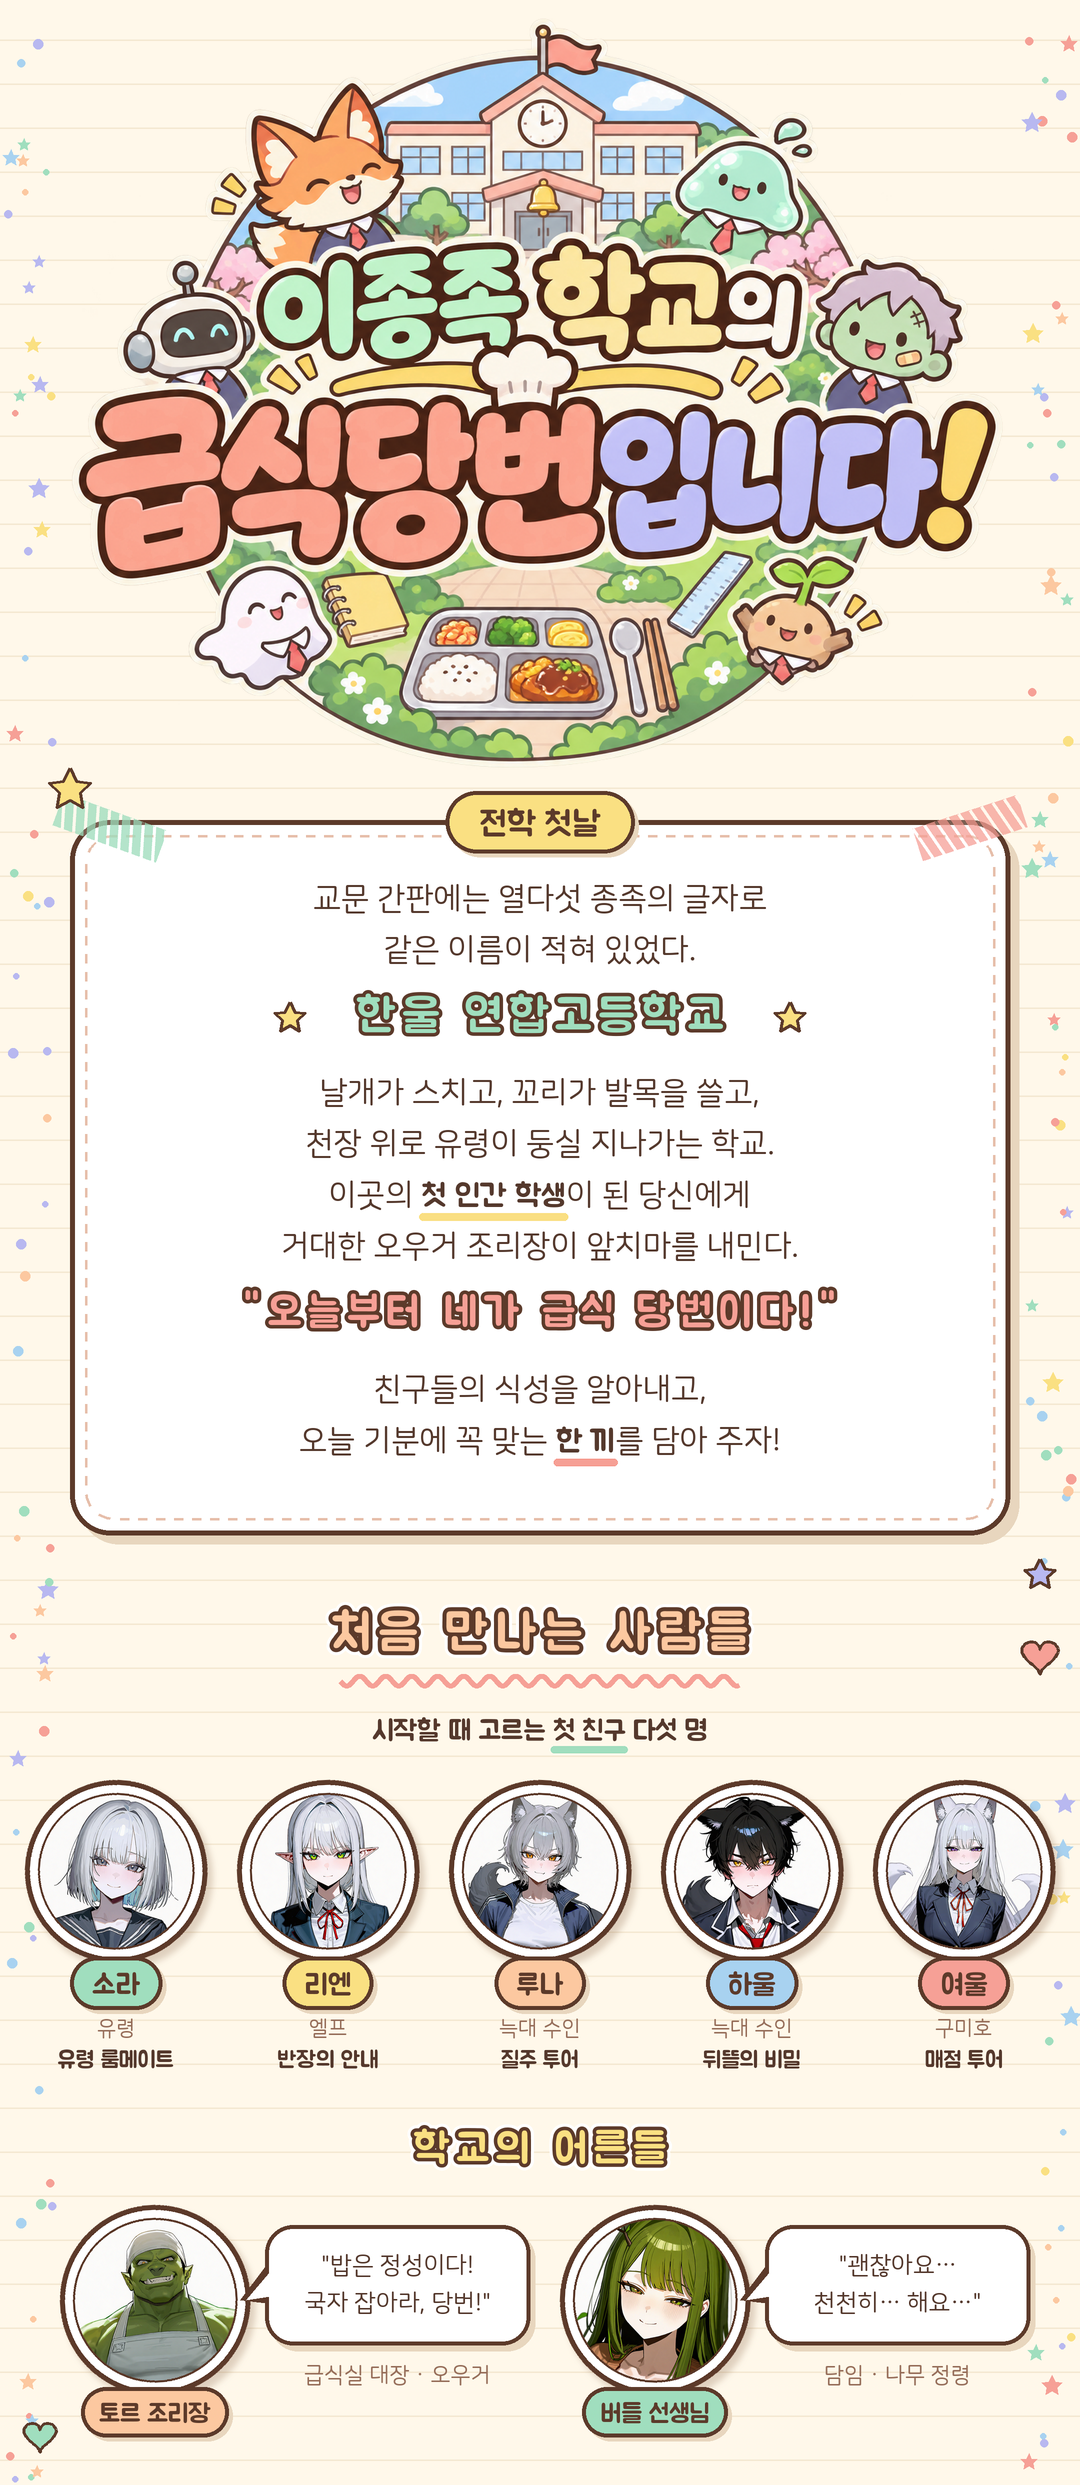 이종족 학교의
급식당번입니다!
전학 첫날
교문 간판에는 열다섯 종족의 글자로
같은 이름이 적혀 있었다.
한울 연합고등학교
날개가 스치고, 꼬리가 발목을 쓸고,
천장 위로 유령이 둥실 지나가는 학교.
이곳의 첫 인간 학생이 된 당신에게
거대한 오우거 조리장이 앞치마를 내민다.
"오늘부터 네가 급식 당번이다!"
친구들의 식성을 알아내고,
오늘 기분에 꼭 맞는 한 끼를 담아 주자!
처음 만나는 사람들
시작할 때 고르는 첫 친구 다섯 명
소라 리엔 루나 하울 여울
유령 엘프 늑대 수인 늑대 수인 구미호
유령 룸메이트 반장의 안내 질주 투어 뒤뜰의 비밀 매점 투어
학교의 어른들
"밥은 정성이다!
국자 잡아라, 당번!"
급식실 대장 · 오우거
토르 조리장
"괜찮아요…
천천히… 해요…"
담임 · 나무 정령
버들 선생님